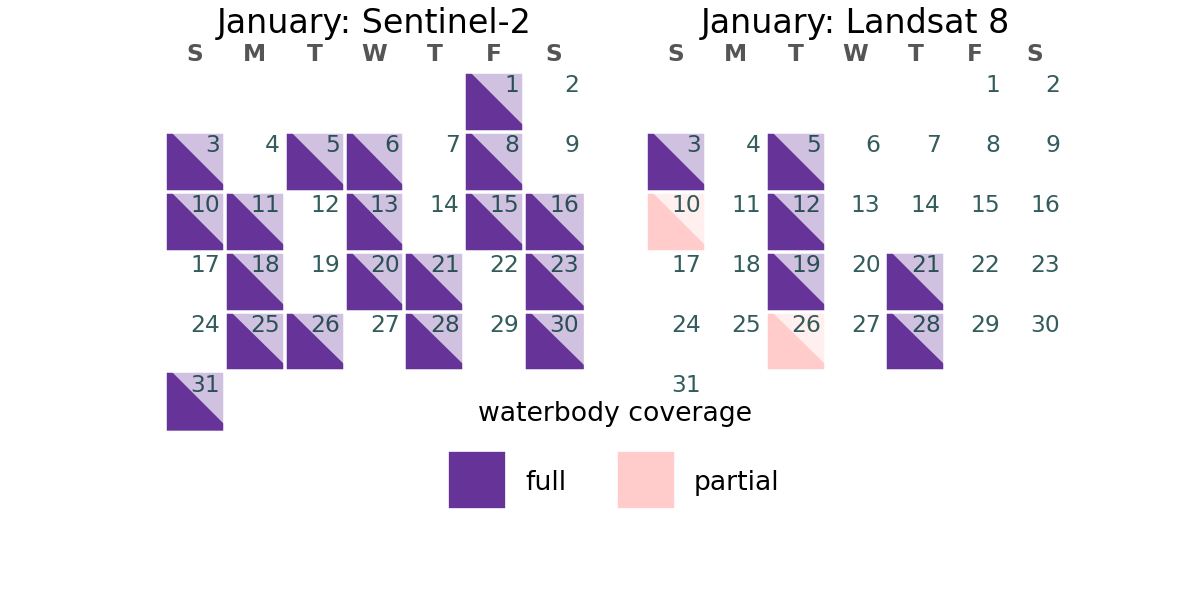 January: Sentinel-2
S M T W T F S
1 2
3 4 5 6 7 8 9
10 11 12 13 14 15 16
17 18 19 20 21 22 23
24 25 26 27 28 29 30
31
January: Landsat 8
S M T W T F S
1 2
3 4 5 6 7 8 9
10 11 12 13 14 15 16
17 18 19 20 21 22 23
24 25 26 27 28 29 30
31
waterbody coverage
full partial